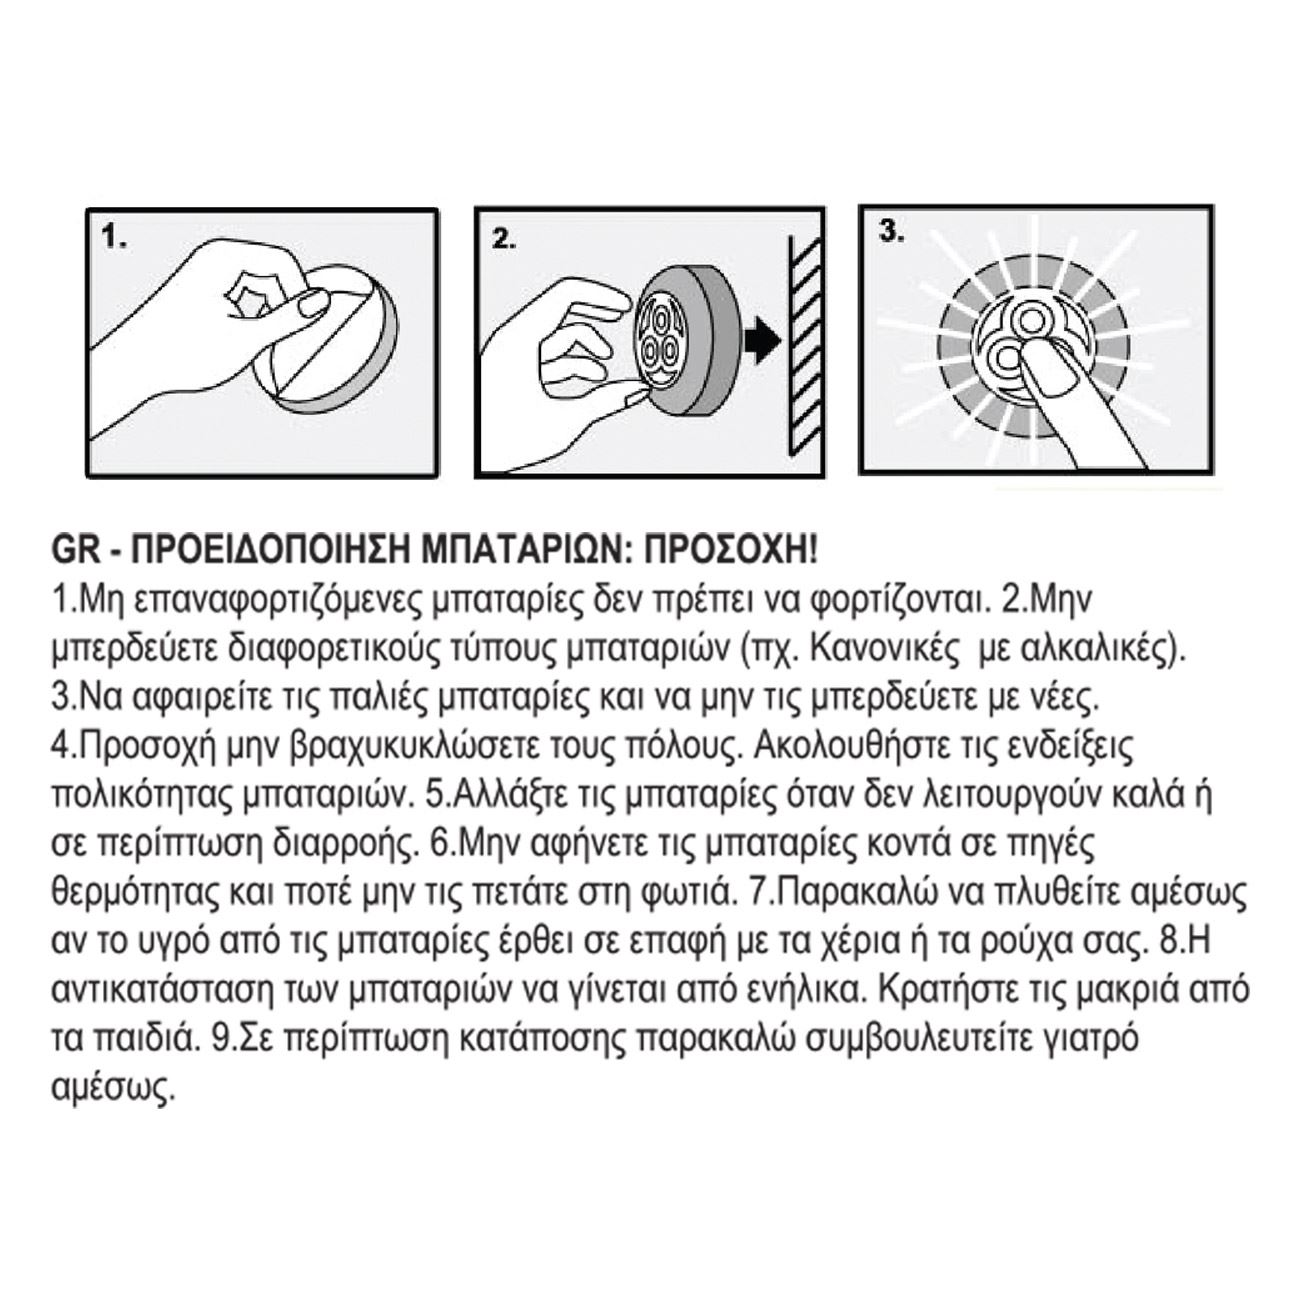 1. 2. 3.
GR - ΠΡΟΕΙΔΟΠΟΙΗΣΗ ΜΠΑΤΑΡΙΩΝ: ΠΡΟΣΟΧΗ!
1.Μη επαναφορτιζόμενες μπαταρίες δεν πρέπει να φορτίζονται. 2.Μην
μπερδεύετε διαφορετικούς τύπους μπαταριών (πχ. Κανονικές με αλκαλικές).
3.Να αφαιρείτε τις παλιές μπαταρίες και να μην τις μπερδεύετε με νέες.
4.Προσοχή μην βραχυκυκλώσετε τους πόλους. Ακολουθήστε τις ενδείξεις
πολικότητας μπαταριών. 5.Αλλάξτε τις μπαταρίες όταν δεν λειτουργούν καλά ή
σε περίπτωση διαρροής. 6.Μην αφήνετε τις μπαταρίες κοντά σε πηγές
θερμότητας και ποτέ μην τις πετάτε στη φωτιά. 7.Παρακαλώ να πλυθείτε αμέσως
αν το υγρό από τις μπαταρίες έρθει σε επαφή με τα χέρια ή τα ρούχα σας. 8.Η
αντικατάσταση των μπαταριών να γίνεται από ενήλικα. Κρατήστε τις μακριά από
τα παιδιά. 9.Σε περίπτωση κατάποσης παρακαλώ συμβουλευτείτε γιατρό
αμέσως.